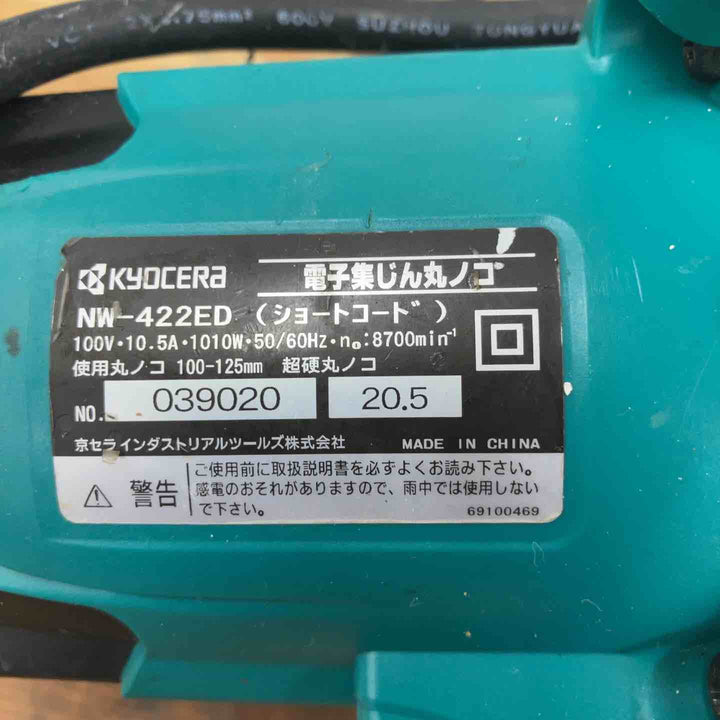 2X0.75mm² 600V SUZHOU TONGYUA
KYOCERA 電子集じん丸ノコ
NW-422ED (ショートコード)
100V・10.5A・1010W・50/60Hz・n₀:8700min⁻¹
使用丸ノコ 100-125mm 超硬丸ノコ
NO. 039020 20.5
京セラインダストリアルツールズ株式会社 MADE IN CHINA
警告 ご使用前に取扱説明書を必ずよくお読み下さい。
感電のおそれがありますので、雨中では使用しない
で下さい。
69100469